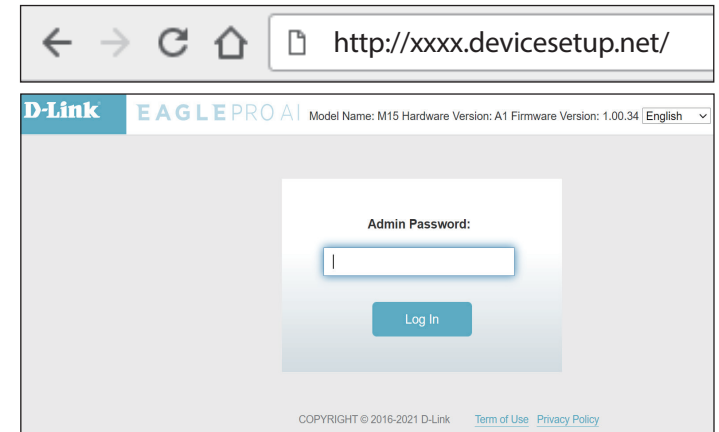 http://xxxx.devicesetup.net/
D-Link EAGLE PRO AI Model Name: M15 Hardware Version: A1 Firmware Version: 1.00.34 English
Admin Password:
Log In
COPYRIGHT © 2016-2021 D-Link Term of Use Privacy Policy